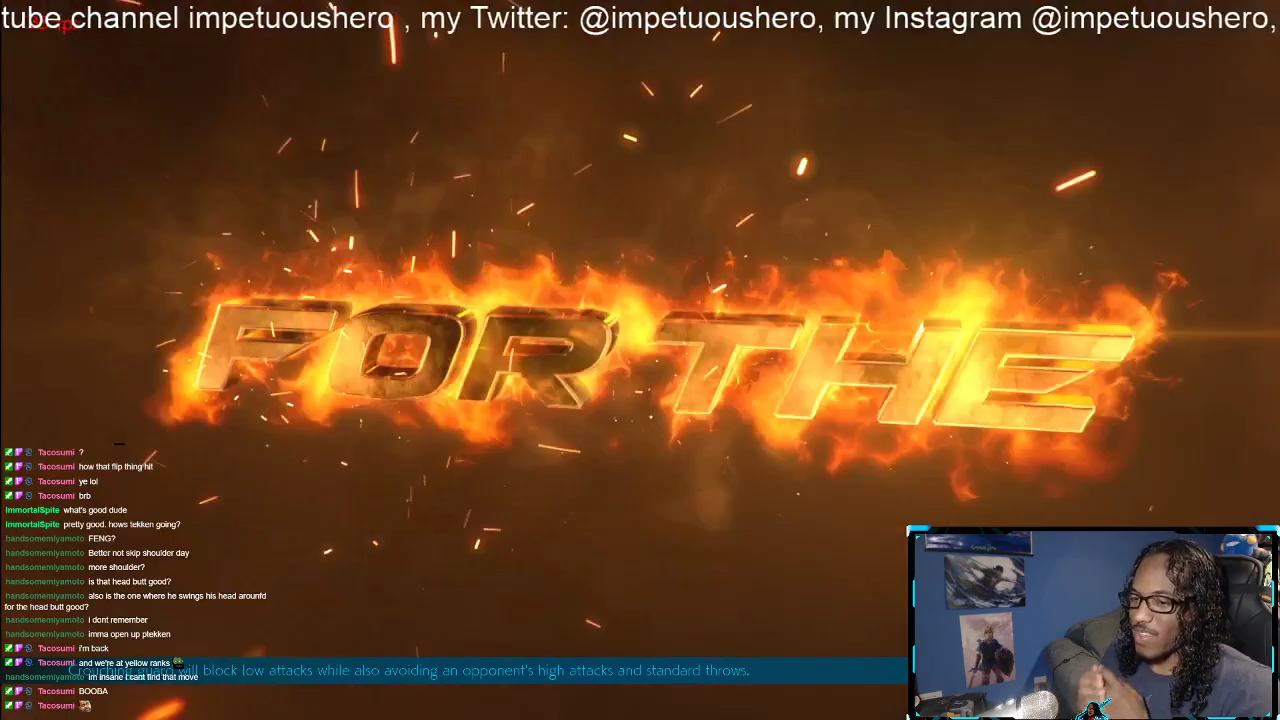 tube channel impetuoushero , my Twitter: @impetuoushero, my Instagram @impetuoushero,
FOR THE
Tacosumi ?
Tacosumi how that flip thing hit
Tacosumi ye lol
Tacosumi brb
ImmortalSpite what's good dude
ImmortalSpite pretty good. hows tekken going?
handsomemiyamoto FENG?
handsomemiyamoto Better not skip shoulder day
handsomemiyamoto more shoulder?
handsomemiyamoto is that head butt good?
handsomemiyamoto also is the one where he swings his head arounfd
for the head butt good?
handsomemiyamoto i dont remember
handsomemiyamoto imma open up ptekken
Tacosumi i'm back
Tacosumi and we're at yellow ranks
Crouching guard will block low attacks while also avoiding an opponent's high attacks and standard throws.
handsomemiyamoto im insane i cant find that move
Tacosumi BOOBA
Tacosumi